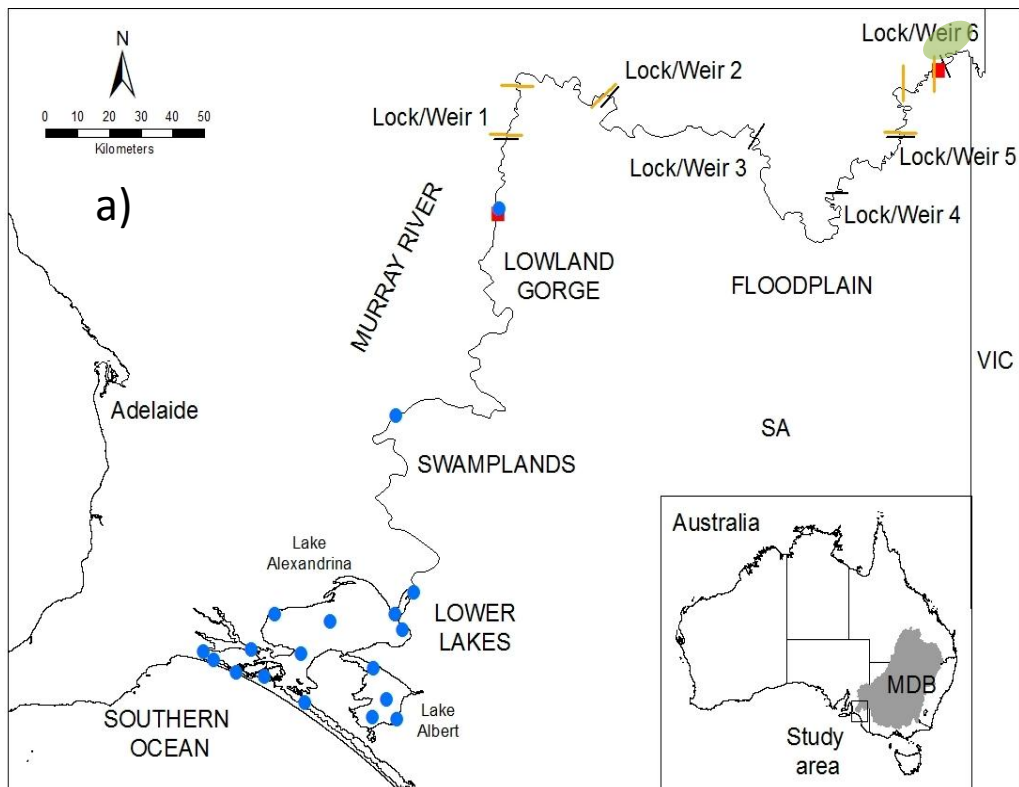 N
0 10 20 30 40 50
Kilometers
a)
Lock/Weir 1
Lock/Weir 2
Lock/Weir 3
Lock/Weir 4
Lock/Weir 5
Lock/Weir 6
MURRAY RIVER
LOWLAND
GORGE
FLOODPLAIN
VIC
SA
Adelaide
SWAMPLANDS
Lake
Alexandrina
LOWER
LAKES
Lake
Albert
SOUTHERN
OCEAN
Australia
MDB
Study
area